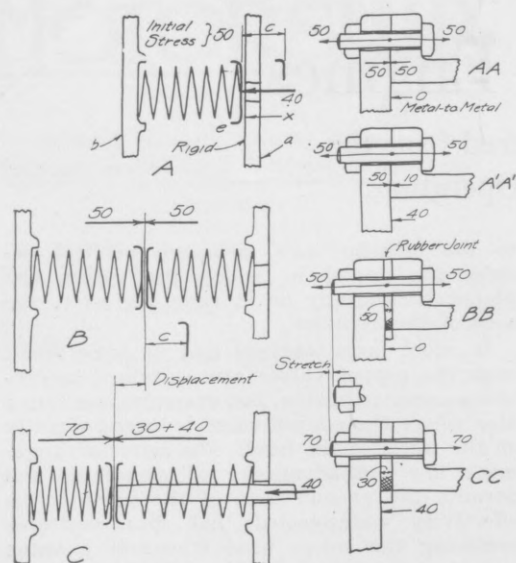 Initial
Stress } 50
c
40
x
e
Rigid
a
b
A
50 50
50 50
AA
0
Metal-to Metal
50 50
50 10
A'A'
40
50 50
B
c
Displacement
Rubber Joint
50 50
50
BB
0
Stretch
70 30+40
40
C
70 70
30
CC
40